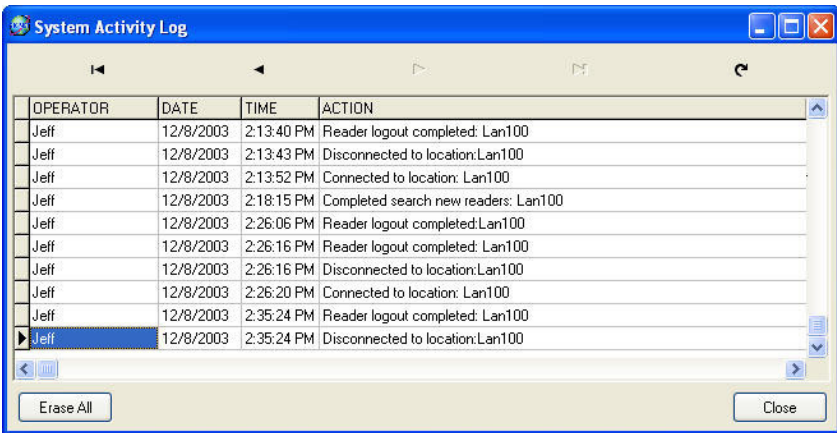 System Activity Log
OPERATOR DATE TIME ACTION
Jeff 12/8/2003 2:13:40 PM Reader logout completed: Lan100
Jeff 12/8/2003 2:13:43 PM Disconnected to location:Lan100
Jeff 12/8/2003 2:13:52 PM Connected to location: Lan100
Jeff 12/8/2003 2:18:15 PM Completed search new readers: Lan100
Jeff 12/8/2003 2:26:06 PM Reader logout completed:Lan100
Jeff 12/8/2003 2:26:16 PM Reader logout completed: Lan100
Jeff 12/8/2003 2:26:16 PM Disconnected to location:Lan100
Jeff 12/8/2003 2:26:20 PM Connected to location: Lan100
Jeff 12/8/2003 2:35:24 PM Reader logout completed: Lan100
Jeff 12/8/2003 2:35:24 PM Disconnected to location:Lan100
Erase All Close